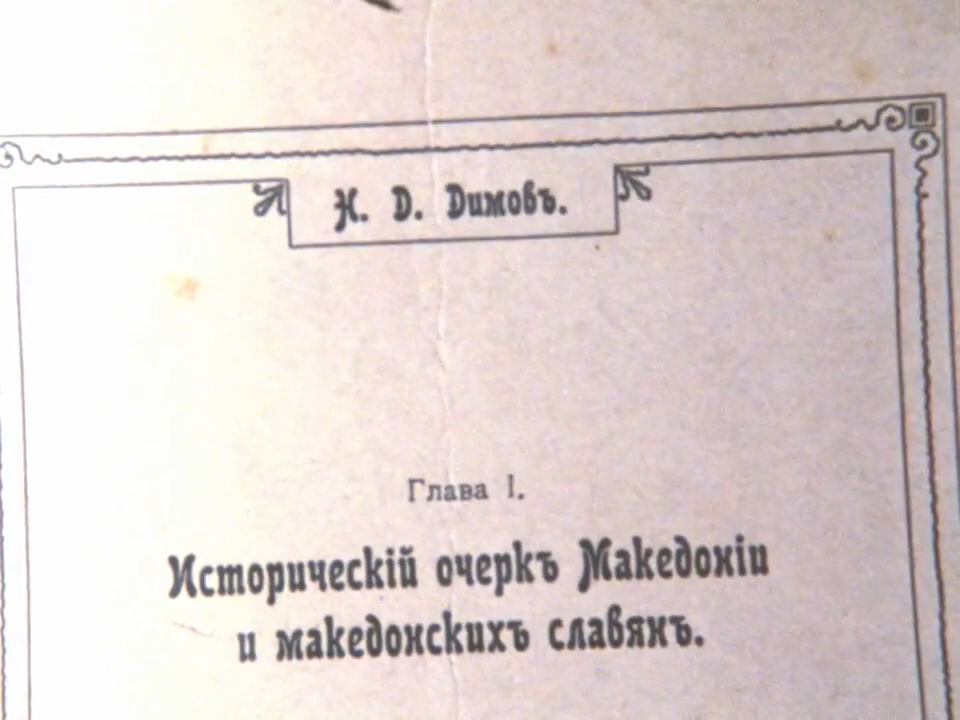 Н. D. Димовъ.
Глава I.
Историческій очеркъ Македоніи
и македонскихъ славянъ.